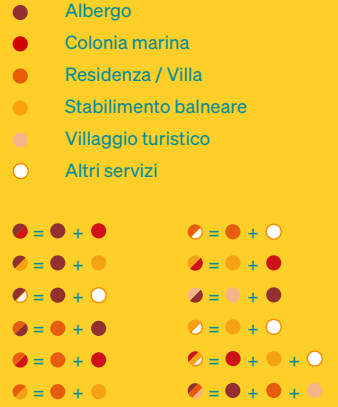 Albergo
Colonia marina
Residenza / Villa
Stabilimento balneare
Villaggio turistico
Altri servizi
= +
= +
= +
= +
= +
= +
= +
= +
= +
= +
= + +
= + +